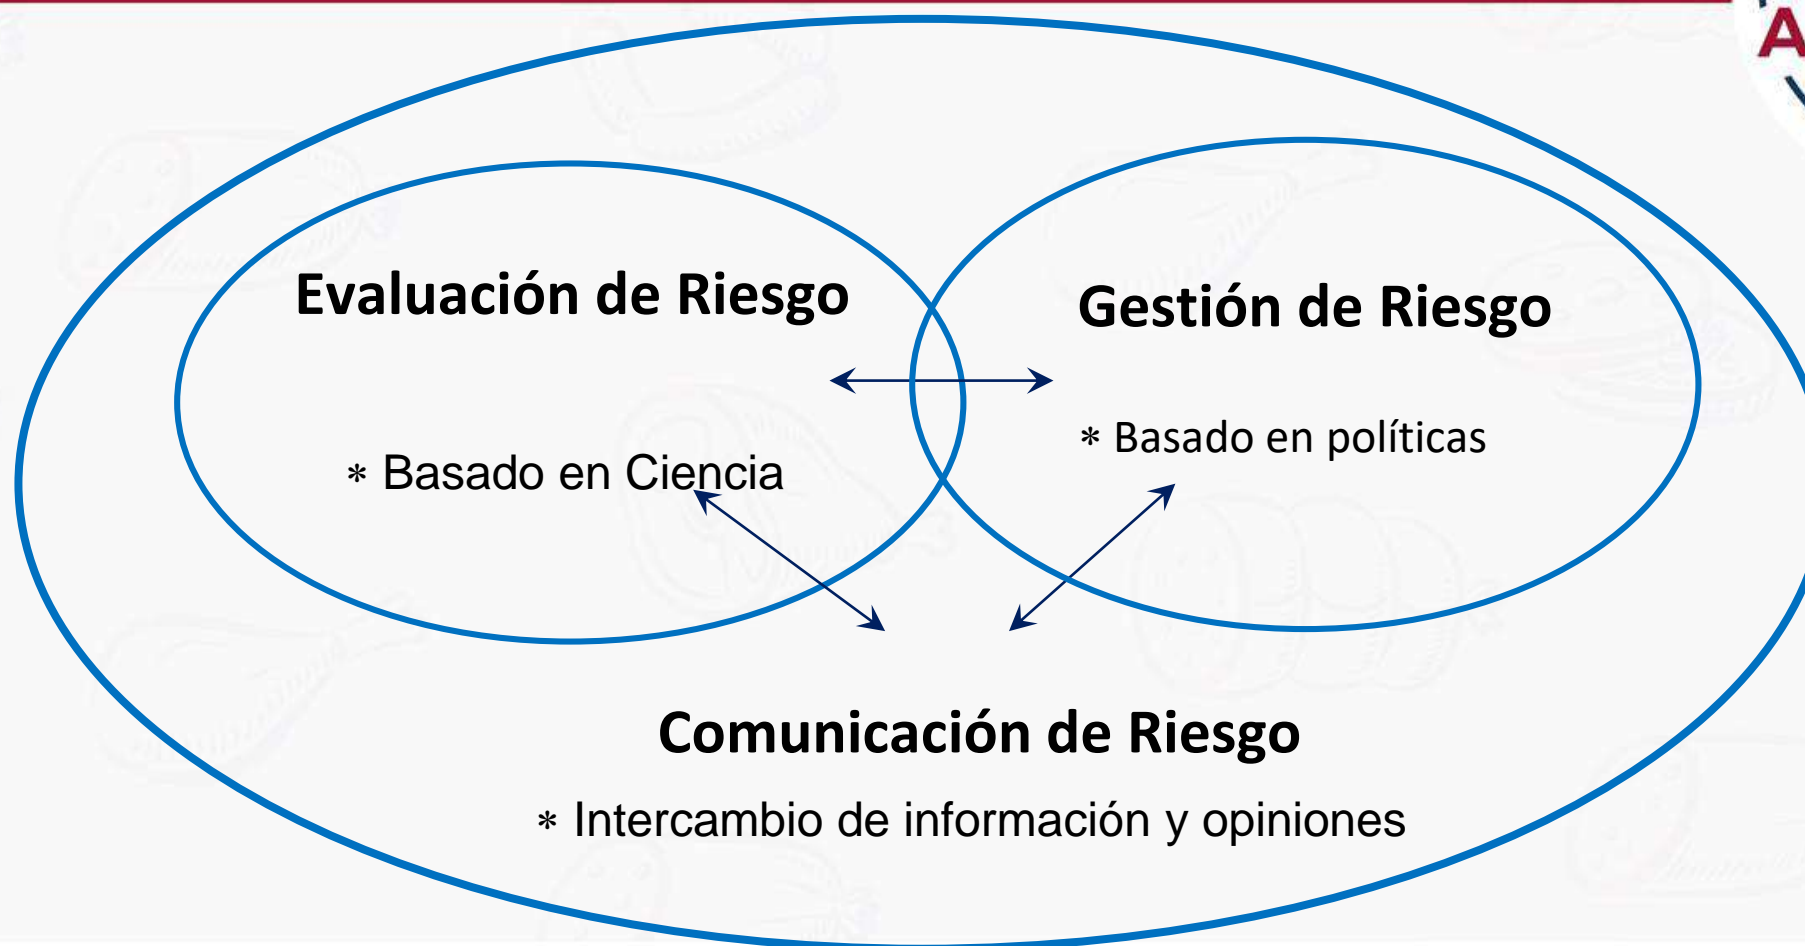 A
Evaluación de Riesgo
Gestión de Riesgo
* Basado en políticas
* Basado en Ciencia
Comunicación de Riesgo
* Intercambio de información y opiniones